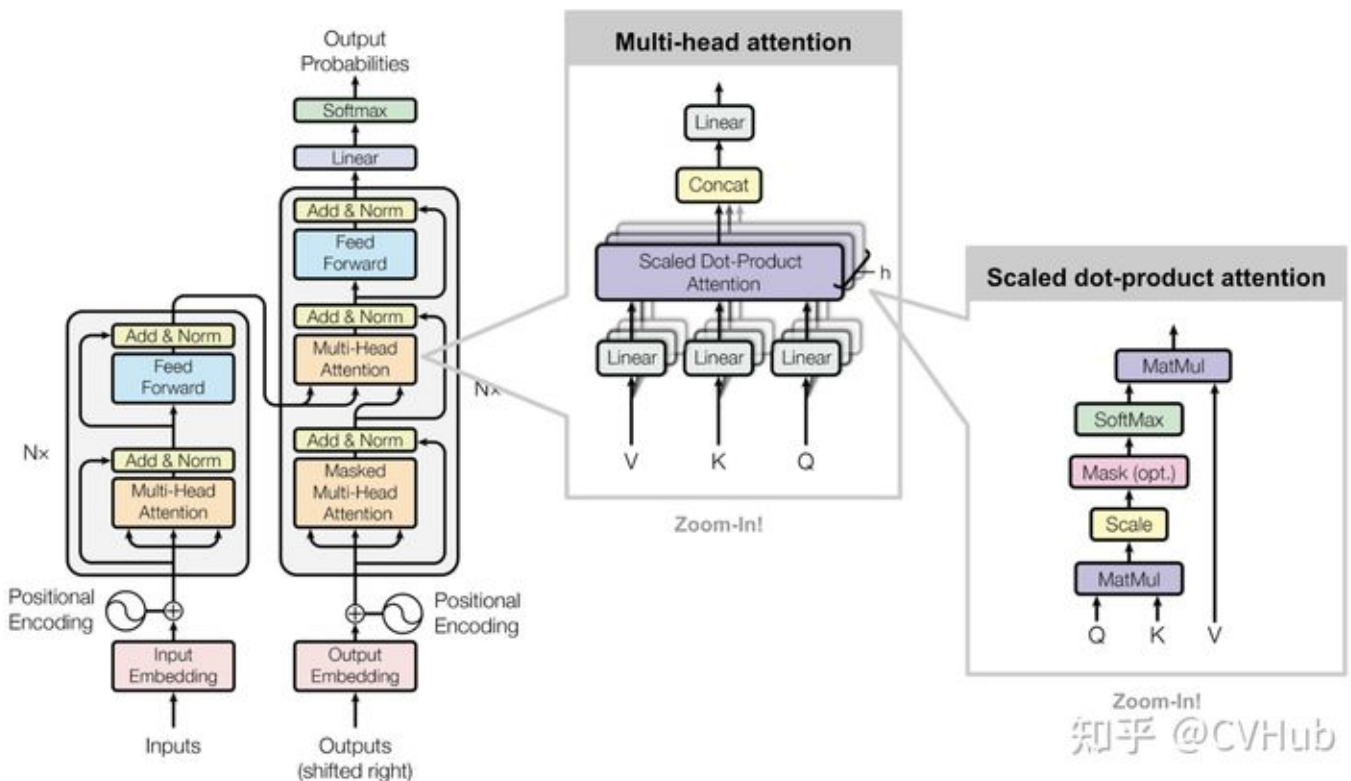 Output
Probabilities
Softmax
Linear
Add & Norm
Feed
Forward
Add & Norm
Multi-Head
Attention
Nx
Add & Norm
Masked
Multi-Head
Attention
Positional
Encoding
Output
Embedding
Outputs
(shifted right)
Add & Norm
Feed
Forward
Nx
Add & Norm
Multi-Head
Attention
Positional
Encoding
Input
Embedding
Inputs
Multi-head attention
Linear
Concat
Scaled Dot-Product
Attention
h
Linear
Linear
Linear
V
K
Q
Zoom-In!
Scaled dot-product attention
MatMul
SoftMax
Mask (opt.)
Scale
MatMul
Q
K
V
Zoom-In!
知乎 @CVHub